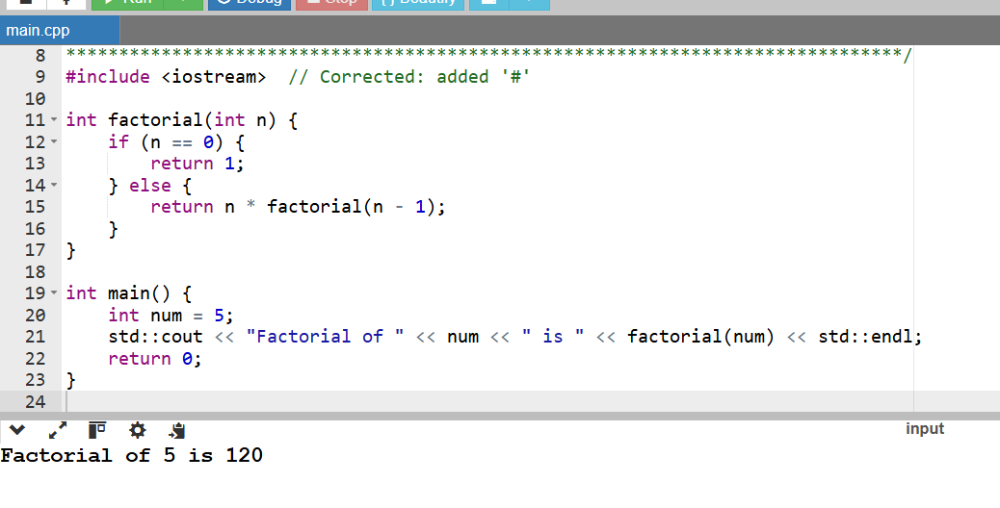 Run Debug Stop {} Beautify
main.cpp
8 *******************************************************************************/
9 #include <iostream>  // Corrected: added '#'
10
11 int factorial(int n) {
12     if (n == 0) {
13         return 1;
14     } else {
15         return n * factorial(n - 1);
16     }
17 }
18
19 int main() {
20     int num = 5;
21     std::cout << "Factorial of " << num << " is " << factorial(num) << std::endl;
22     return 0;
23 }
24
input
Factorial of 5 is 120